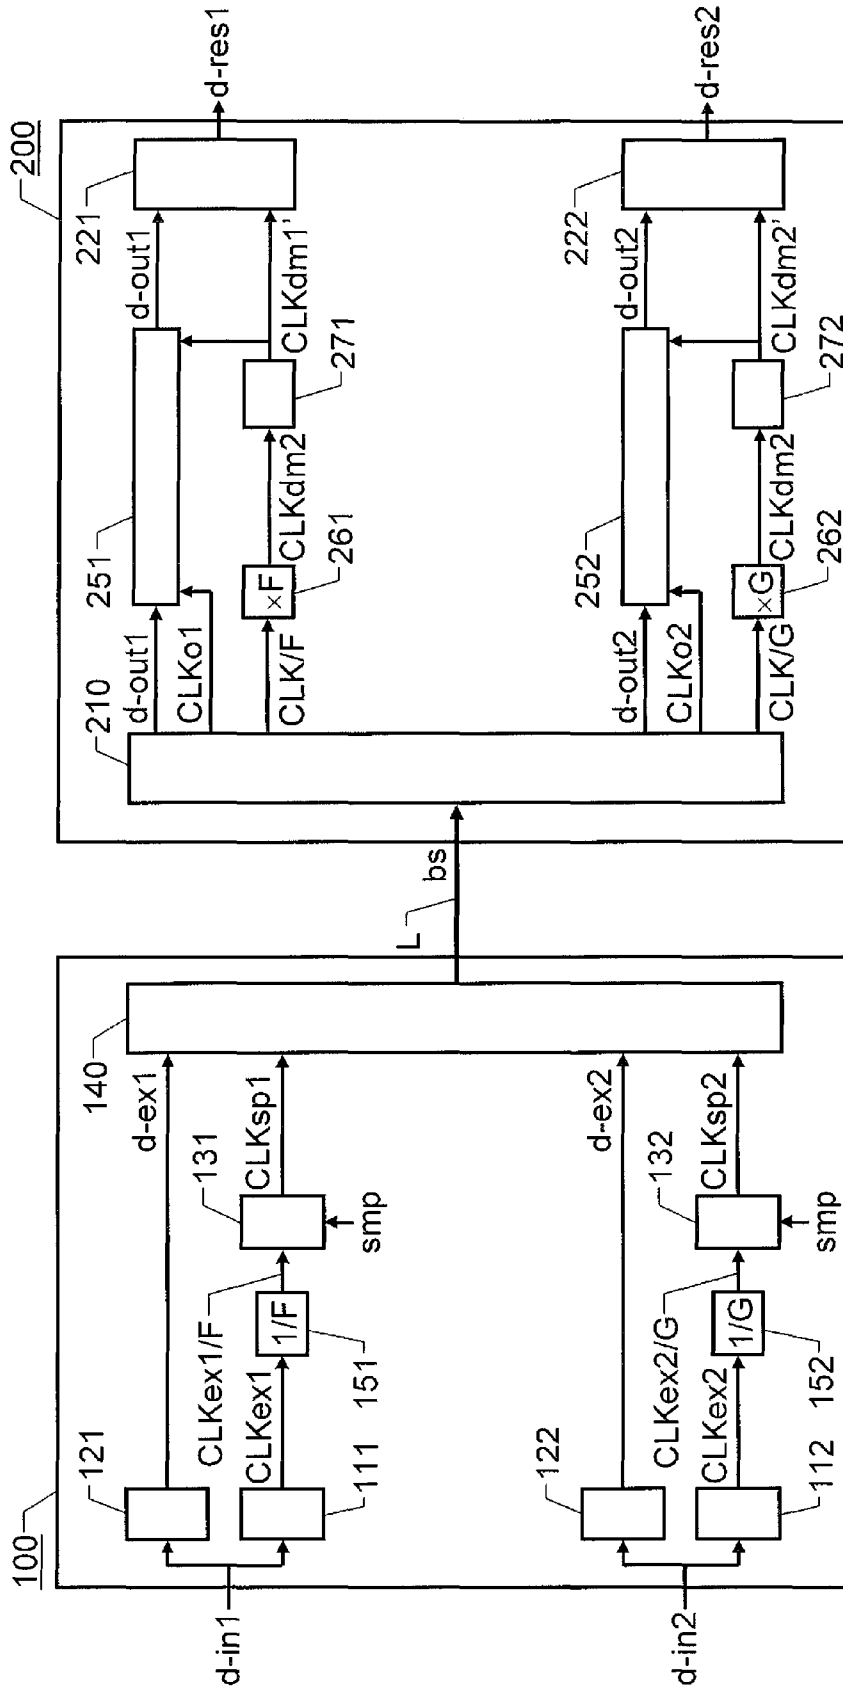 100
d-in1
121
111
CLKex1
CLKex1/F
1/F
151
131
smp
d-ex1
CLKsp1
140
d-in2
122
112
CLKex2
CLKex2/G
1/G
152
132
smp
d-ex2
CLKsp2
L
bs
200
210
d-out1
CLKo1
CLK/F
251
×F
261
CLKdm2
271
d-out1
CLKdm1'
221
d-res1
d-out2
CLKo2
CLK/G
252
×G
262
CLKdm2
272
d-out2
CLKdm2'
222
d-res2